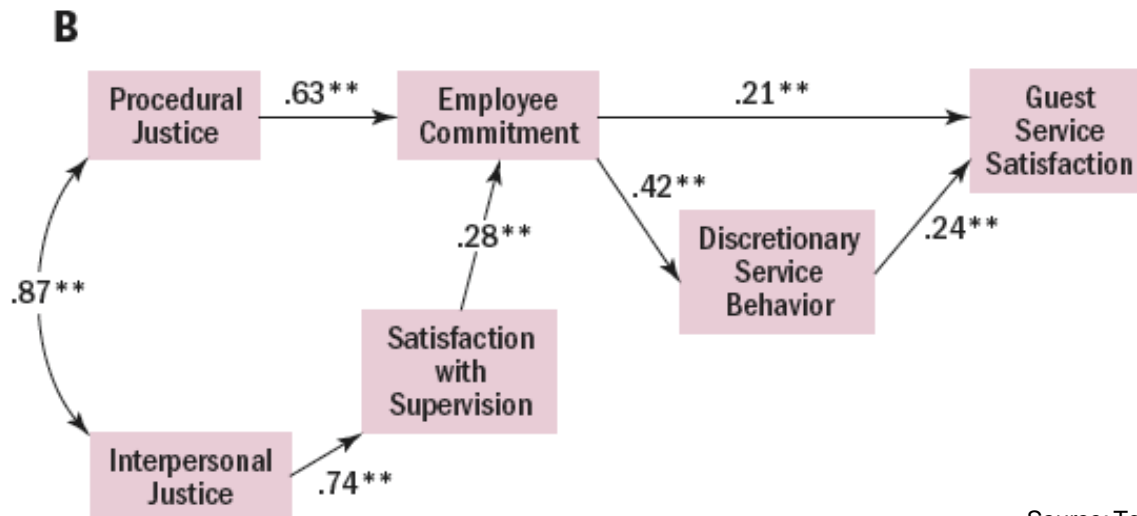 B
Procedural
Justice
.63**
Employee
Commitment
.21**
Guest
Service
Satisfaction
.42**
.24**
Discretionary
Service
Behavior
.28**
.87**
Satisfaction
with
Supervision
Interpersonal
Justice
.74**